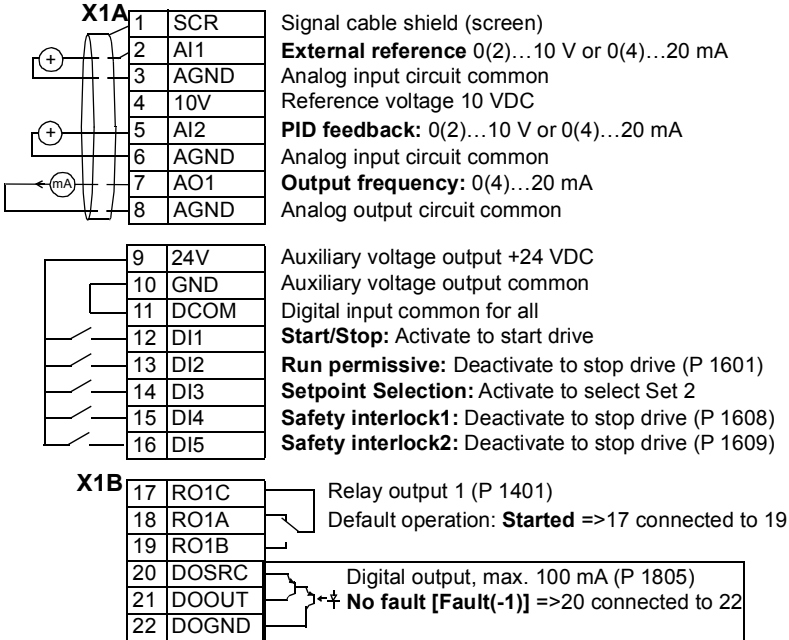 X1A
1 SCR Signal cable shield (screen)
2 AI1 External reference 0(2)…10 V or 0(4)…20 mA
3 AGND Analog input circuit common
4 10V Reference voltage 10 VDC
5 AI2 PID feedback: 0(2)…10 V or 0(4)…20 mA
6 AGND Analog input circuit common
mA 7 AO1 Output frequency: 0(4)…20 mA
8 AGND Analog output circuit common
9 24V Auxiliary voltage output +24 VDC
10 GND Auxiliary voltage output common
11 DCOM Digital input common for all
12 DI1 Start/Stop: Activate to start drive
13 DI2 Run permissive: Deactivate to stop drive (P 1601)
14 DI3 Setpoint Selection: Activate to select Set 2
15 DI4 Safety interlock1: Deactivate to stop drive (P 1608)
16 DI5 Safety interlock2: Deactivate to stop drive (P 1609)
X1B
17 RO1C Relay output 1 (P 1401)
18 RO1A Default operation: Started =>17 connected to 19
19 RO1B
20 DOSRC Digital output, max. 100 mA (P 1805)
21 DOOUT No fault [Fault(-1)] =>20 connected to 22
22 DOGND